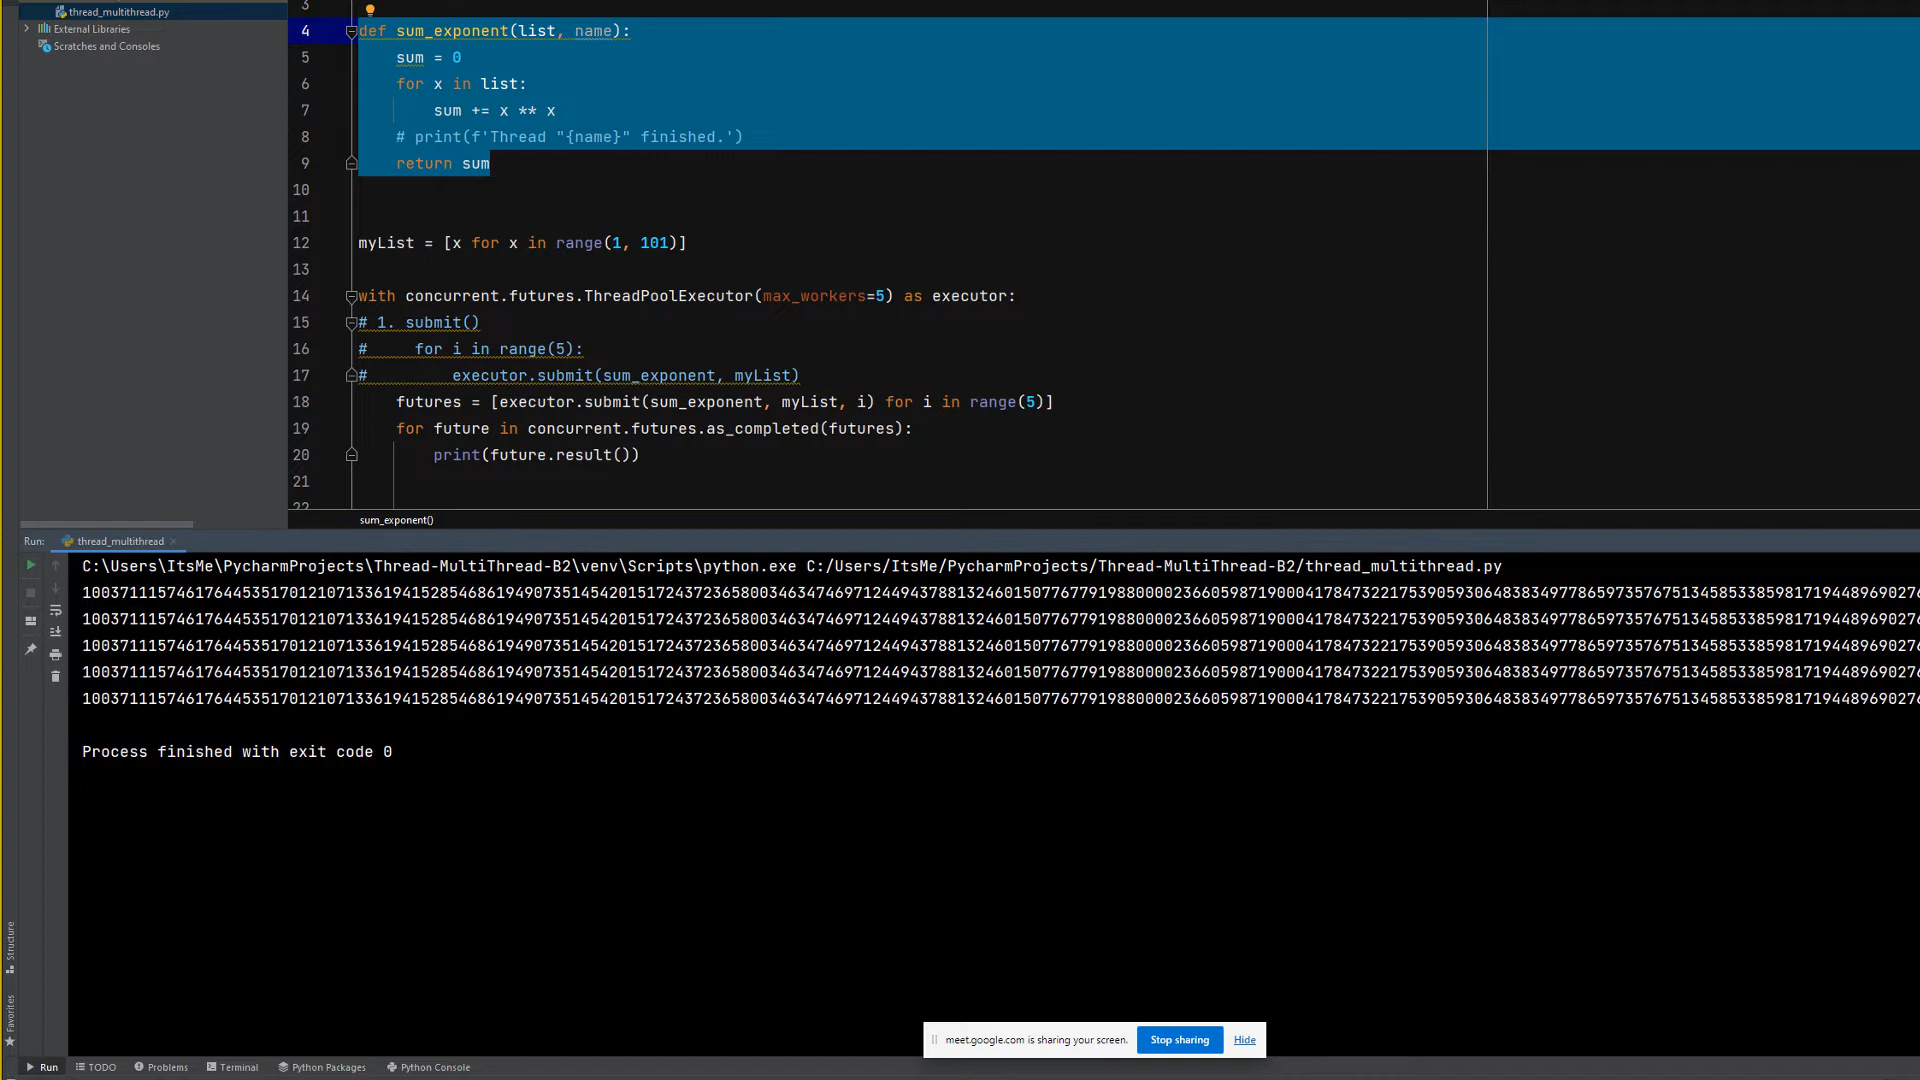 thread_multithread.py
External Libraries
Scratches and Consoles
3
4 def sum_exponent(list, name):
5 sum = 0
6 for x in list:
7 sum += x ** x
8 # print(f'Thread "{name}" finished.')
9 return sum
10
11
12 myList = [x for x in range(1, 101)]
13
14 with concurrent.futures.ThreadPoolExecutor(max_workers=5) as executor:
15 # 1. submit()
16 # for i in range(5):
17 # executor.submit(sum_exponent, myList)
18 futures = [executor.submit(sum_exponent, myList, i) for i in range(5)]
19 for future in concurrent.futures.as_completed(futures):
20 print(future.result())
21
22
sum_exponent()
Run: thread_multithread
C:\Users\ItsMe\PycharmProjects\Thread-MultiThread-B2\venv\Scripts\python.exe C:/Users/ItsMe/PycharmProjects/Thread-MultiThread-B2/thread_multithread.py
Process finished with exit code 0
Structure
Favorites
meet.google.com is sharing your screen. Stop sharing Hide
Run TODO Problems Terminal Python Packages Python Console